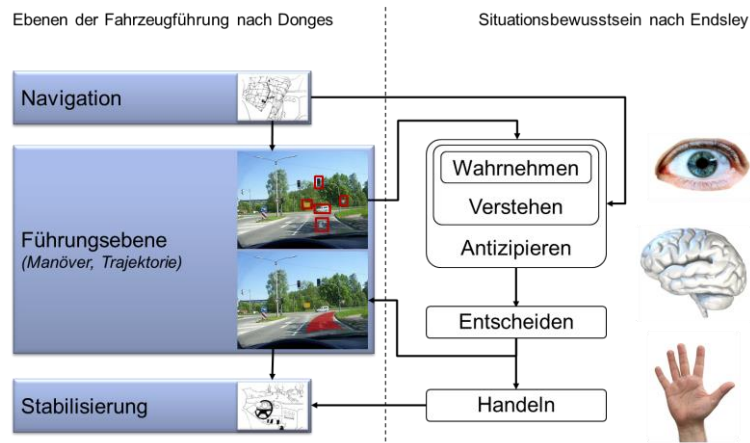 Ebenen der Fahrzeugführung nach Donges
Situationsbewusstsein nach Endsley
Navigation
Führungsebene
(Manöver, Trajektorie)
Stabilisierung
Wahrnehmen
Verstehen
Antizipieren
Entscheiden
Handeln